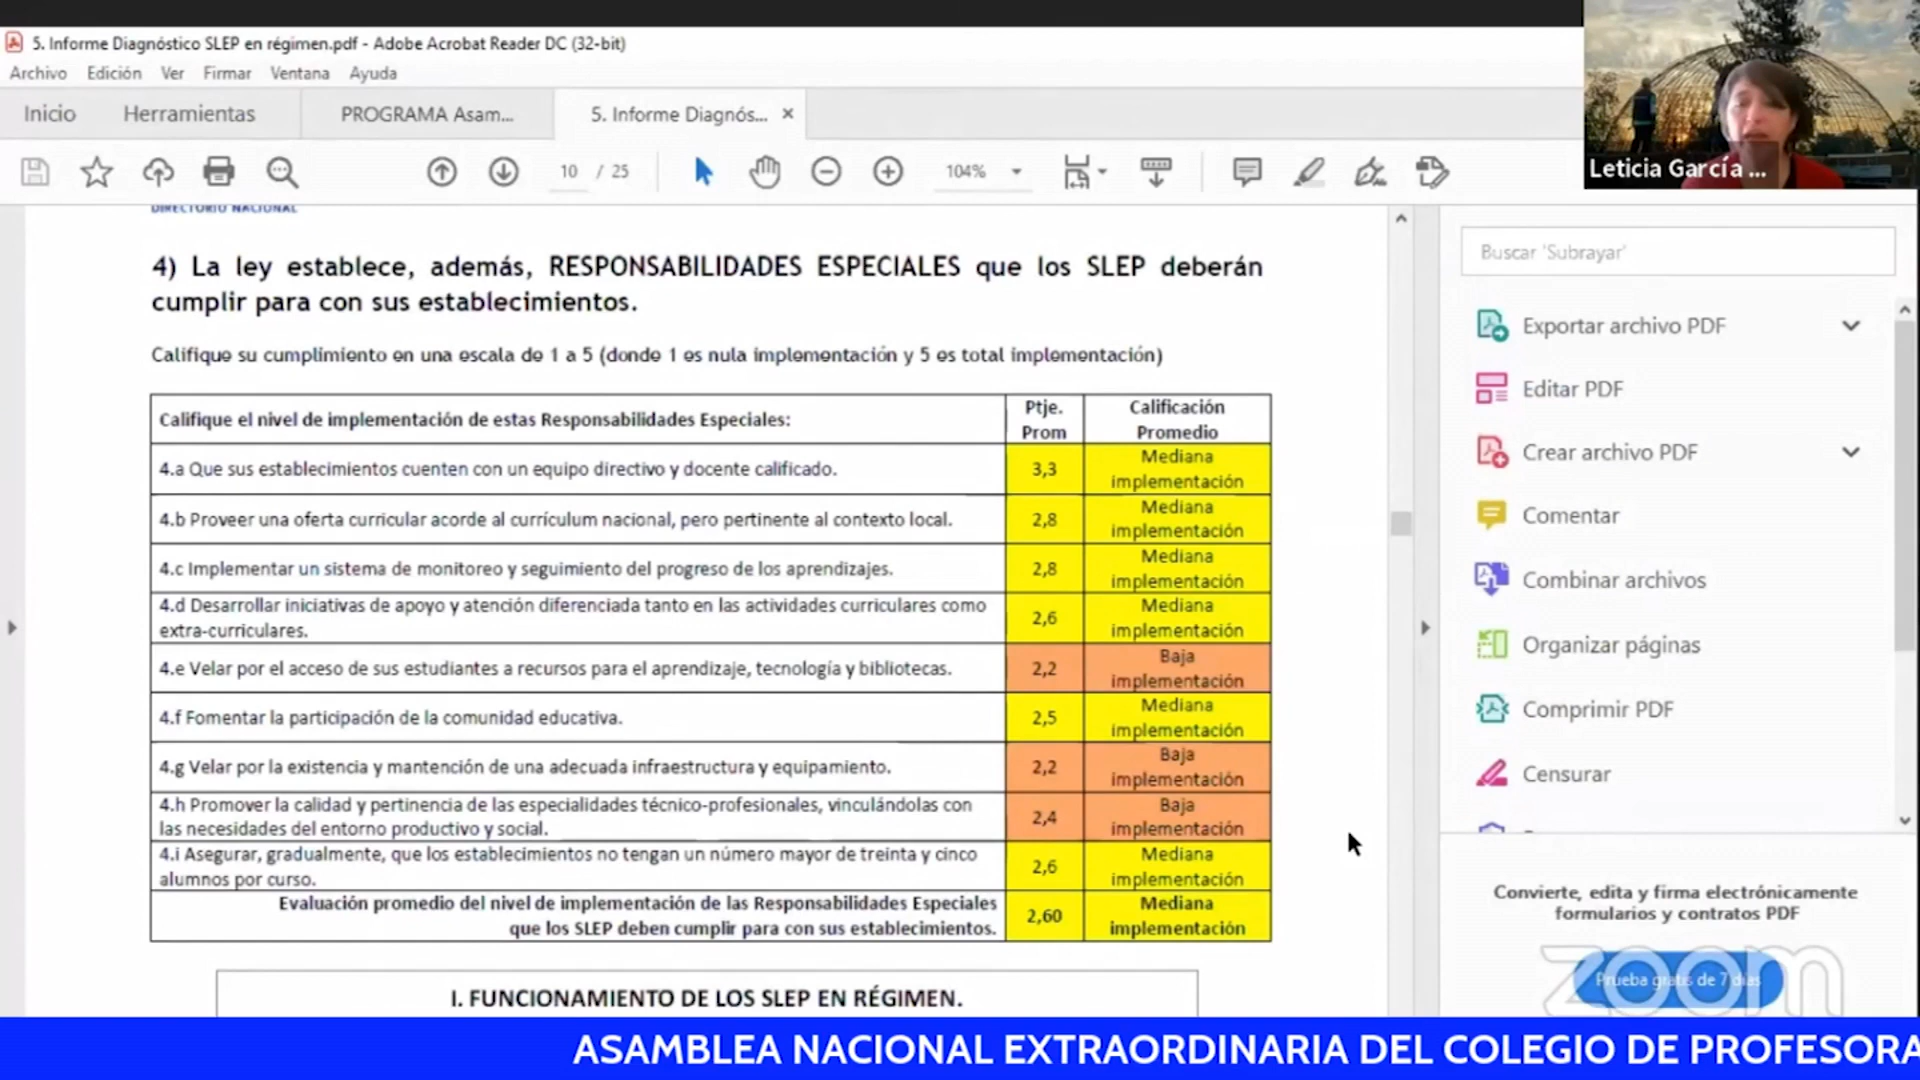 5. Informe Diagnóstico SLEP en régimen.pdf - Adobe Acrobat Reader DC (32-bit)
Archivo Edición Ver Firmar Ventana Ayuda
Inicio Herramientas PROGRAMA Asam... 5. Informe Diagnós... ×
10 / 25 104%
Leticia García ...
DIRECTORIO NACIONAL
4) La ley establece, además, RESPONSABILIDADES ESPECIALES que los SLEP deberán
cumplir para con sus establecimientos.
Califique su cumplimiento en una escala de 1 a 5 (donde 1 es nula implementación y 5 es total implementación)
Califique el nivel de implementación de estas Responsabilidades Especiales:
Ptje.
Prom
Calificación
Promedio
4.a Que sus establecimientos cuenten con un equipo directivo y docente calificado.
3,3
Mediana
implementación
4.b Proveer una oferta curricular acorde al currículum nacional, pero pertinente al contexto local.
2,8
Mediana
implementación
4.c Implementar un sistema de monitoreo y seguimiento del progreso de los aprendizajes.
2,8
Mediana
implementación
4.d Desarrollar iniciativas de apoyo y atención diferenciada tanto en las actividades curriculares como
extra-curriculares.
2,6
Mediana
implementación
4.e Velar por el acceso de sus estudiantes a recursos para el aprendizaje, tecnología y bibliotecas.
2,2
Baja
implementación
4.f Fomentar la participación de la comunidad educativa.
2,5
Mediana
implementación
4.g Velar por la existencia y mantención de una adecuada infraestructura y equipamiento.
2,2
Baja
implementación
4.h Promover la calidad y pertinencia de las especialidades técnico-profesionales, vinculándolas con
las necesidades del entorno productivo y social.
2,4
Baja
implementación
4.i Asegurar, gradualmente, que los establecimientos no tengan un número mayor de treinta y cinco
alumnos por curso.
2,6
Mediana
implementación
Evaluación promedio del nivel de implementación de las Responsabilidades Especiales
que los SLEP deben cumplir para con sus establecimientos.
2,60
Mediana
implementación
I. FUNCIONAMIENTO DE LOS SLEP EN RÉGIMEN.
Buscar 'Subrayar'
Exportar archivo PDF
Editar PDF
Crear archivo PDF
Comentar
Combinar archivos
Organizar páginas
Comprimir PDF
Censurar
Convierte, edita y firma electrónicamente
formularios y contratos PDF
Prueba gratis de 7 días
zoom
ASAMBLEA NACIONAL EXTRAORDINARIA DEL COLEGIO DE PROFESORA